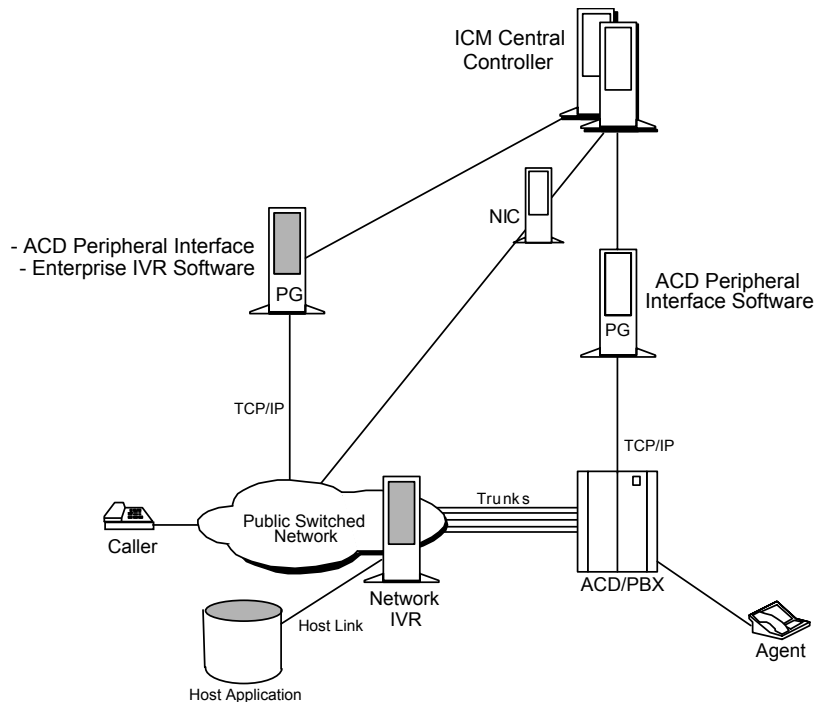 ICM Central
Controller
NIC
- ACD Peripheral Interface
- Enterprise IVR Software
PG
ACD Peripheral
Interface Software
PG
TCP/IP
TCP/IP
Trunks
Public Switched
Network
Caller
ACD/PBX
Network
IVR
Host Link
Agent
Host Application